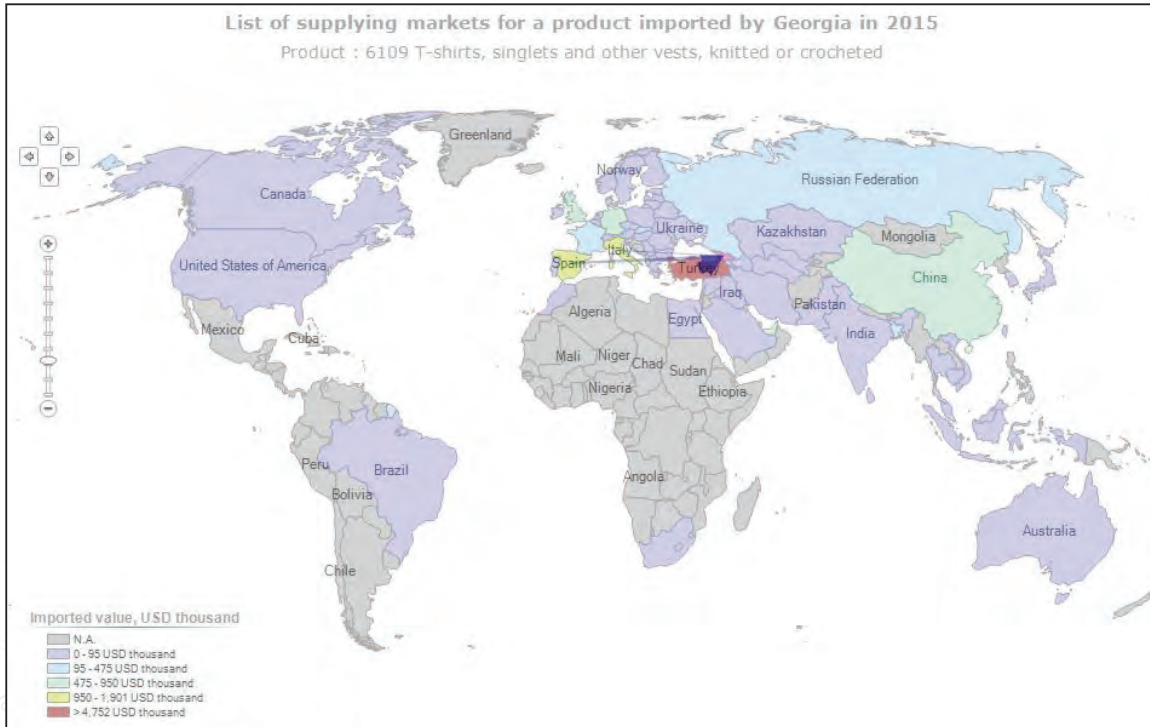 List of supplying markets for a product imported by Georgia in 2015
Product : 6109 T-shirts, singlets and other vests, knitted or crocheted
Greenland
Norway
Russian Federation
Canada
Ukraine
Kazakhstan
Mongolia
Italy
Spain
Turkey
United States of America
China
Iraq
Pakistan
Algeria
Egypt
India
Mexico
Cuba
Mali
Niger
Chad
Sudan
Nigeria
Ethiopia
Peru
Brazil
Angola
Bolivia
Australia
Chile
Imported value, USD thousand
N.A.
0 - 95 USD thousand
95 - 475 USD thousand
475 - 950 USD thousand
950 - 1,901 USD thousand
> 4,752 USD thousand